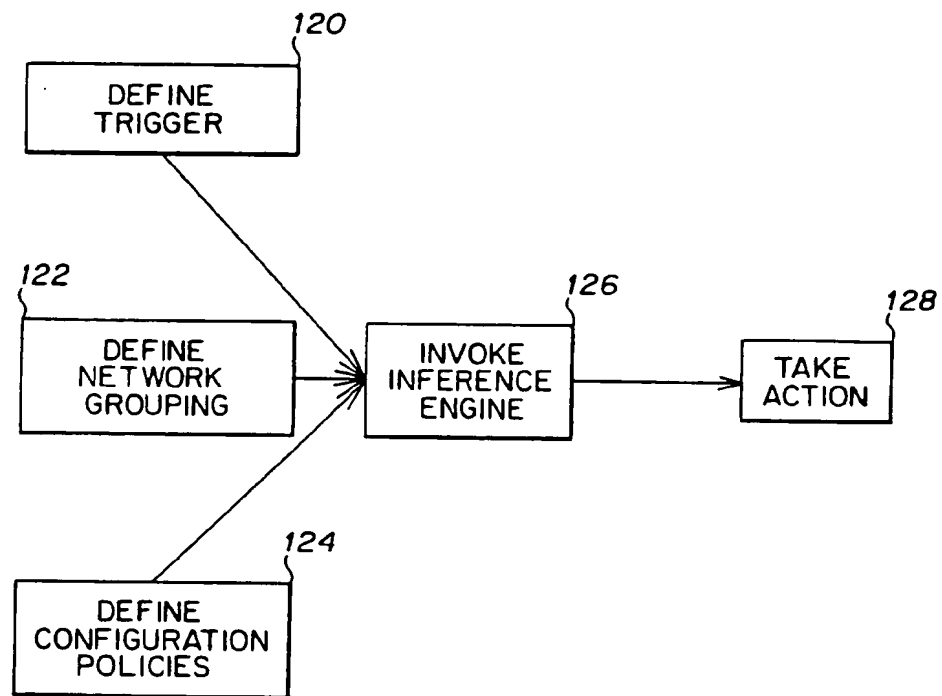 120
DEFINE
TRIGGER
122
DEFINE
NETWORK
GROUPING
126
INVOKE
INFERENCE
ENGINE
128
TAKE
ACTION
124
DEFINE
CONFIGURATION
POLICIES